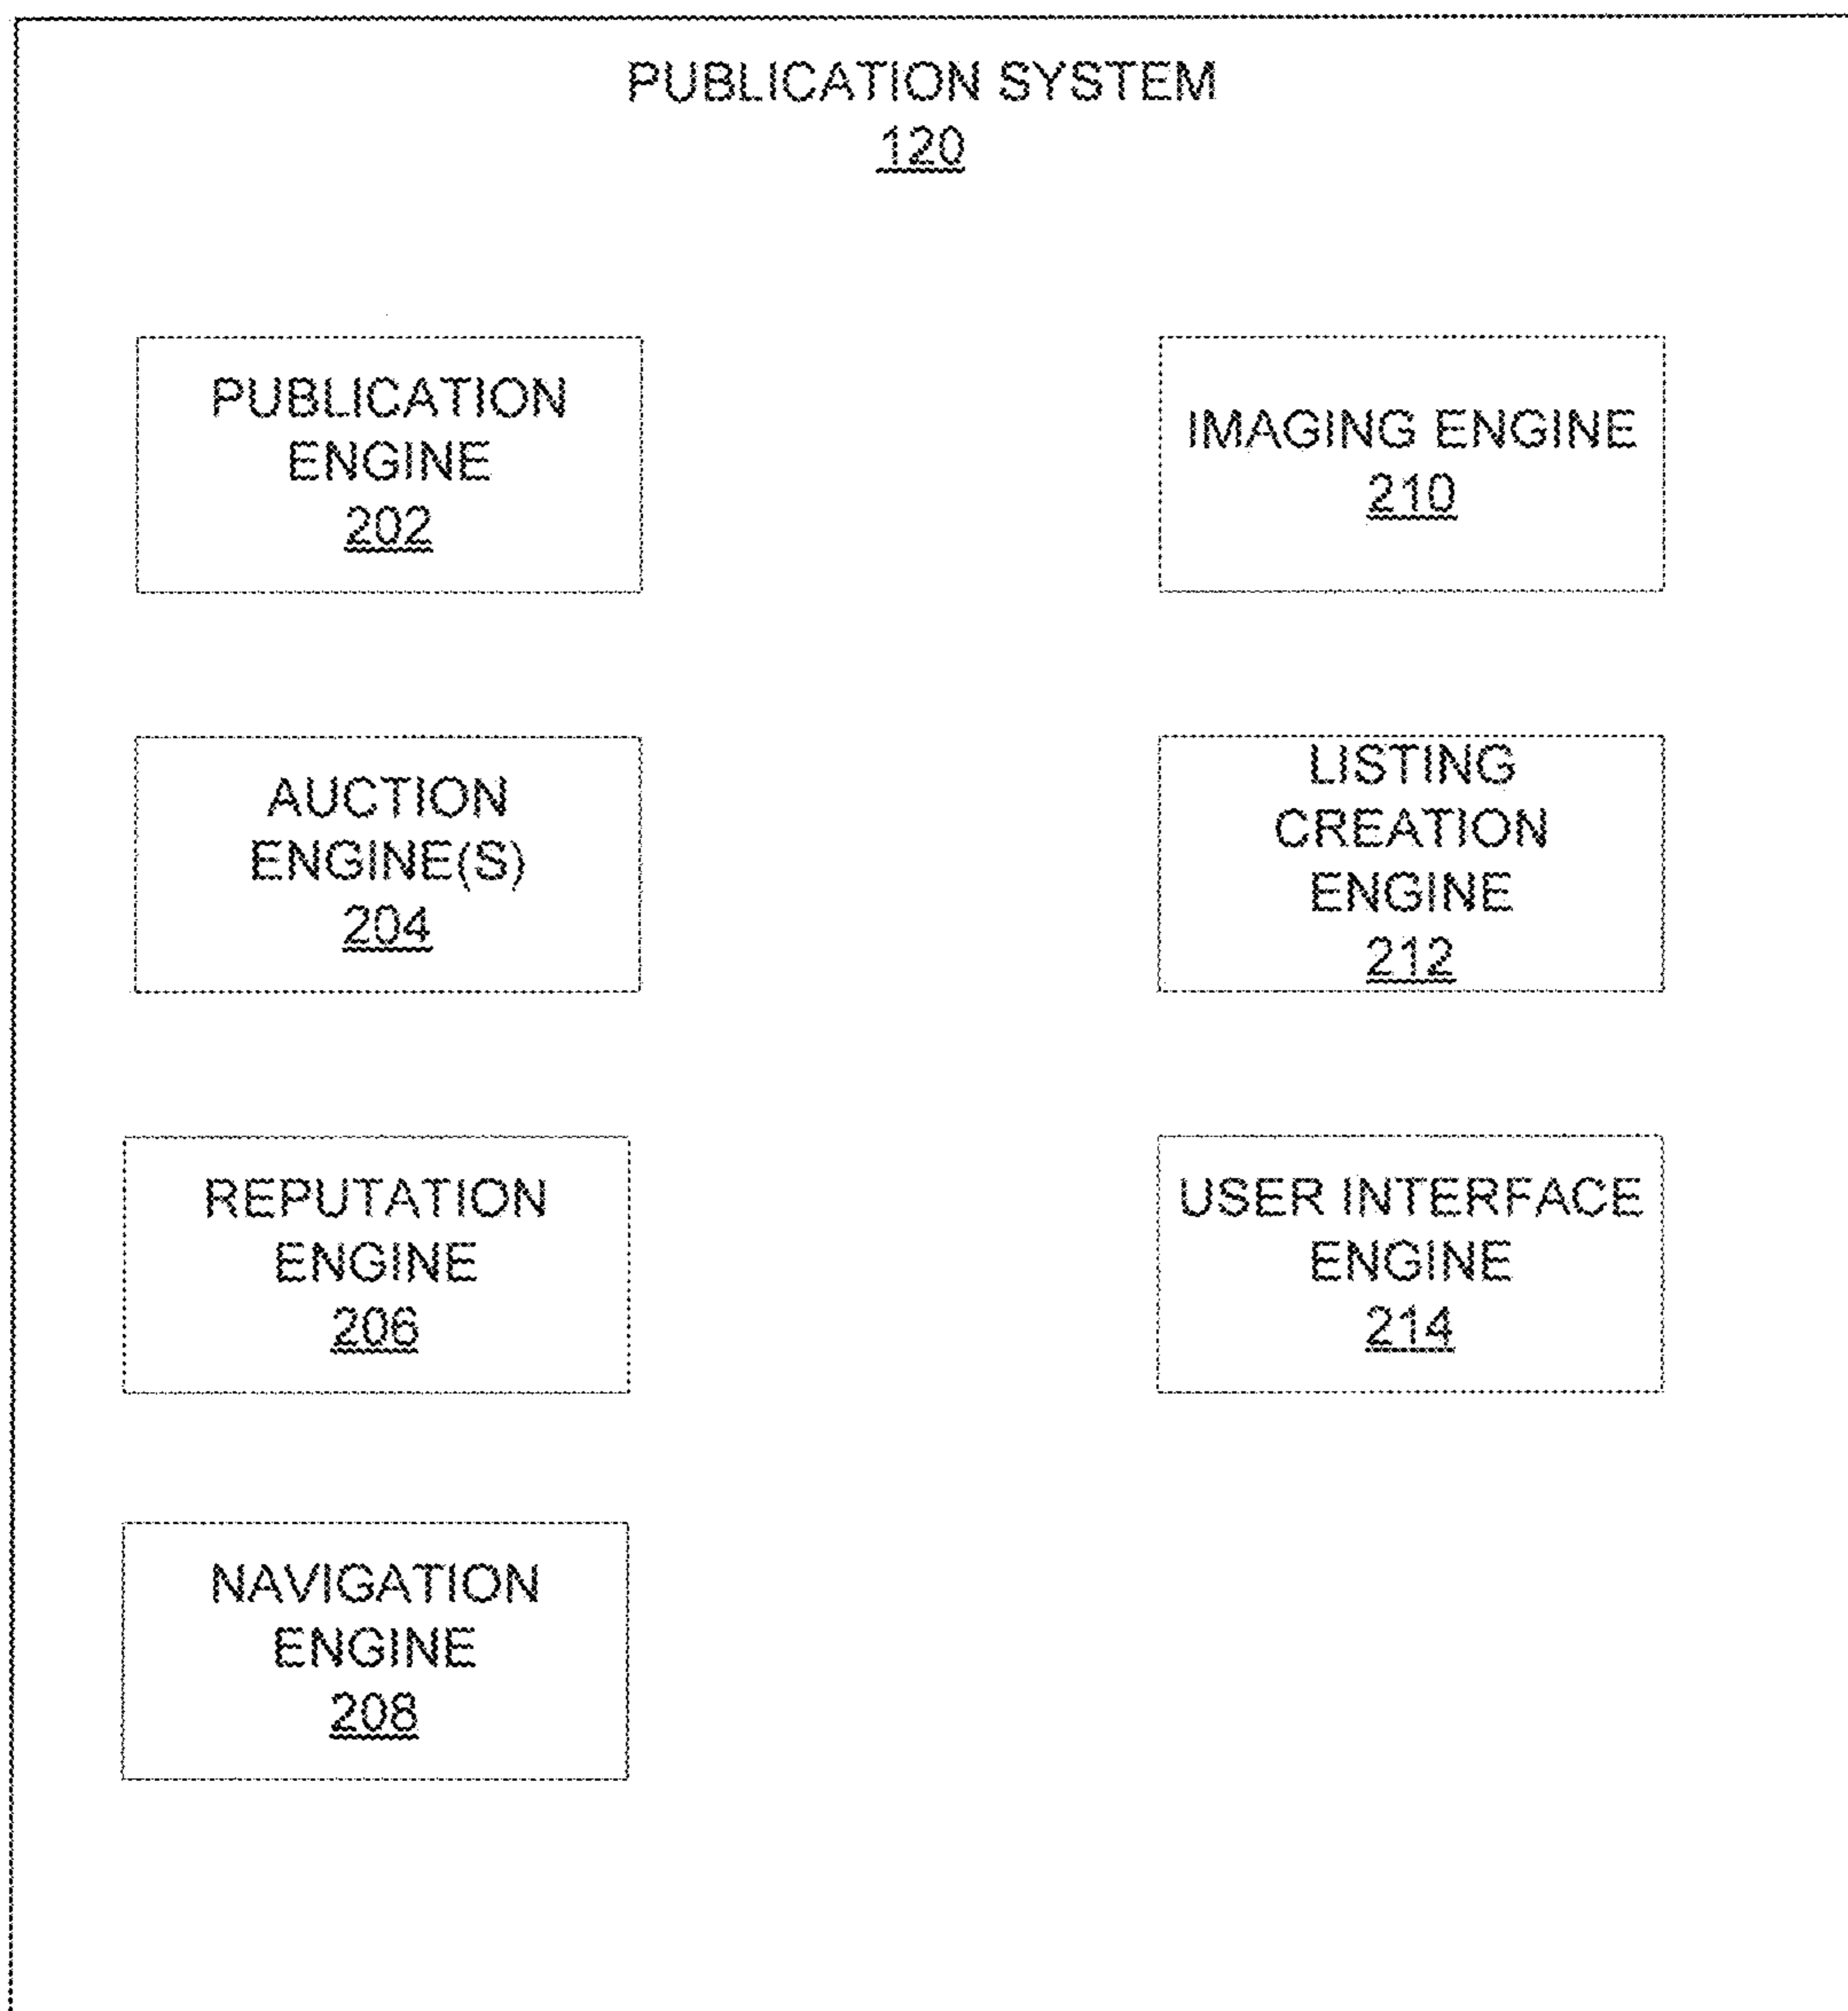 PUBLICATION SYSTEM
120
PUBLICATION
ENGINE
202
IMAGING ENGINE
210
AUCTION
ENGINE(S)
204
LISTING
CREATION
ENGINE
212
REPUTATION
ENGINE
206
USER INTERFACE
ENGINE
214
NAVIGATION
ENGINE
208